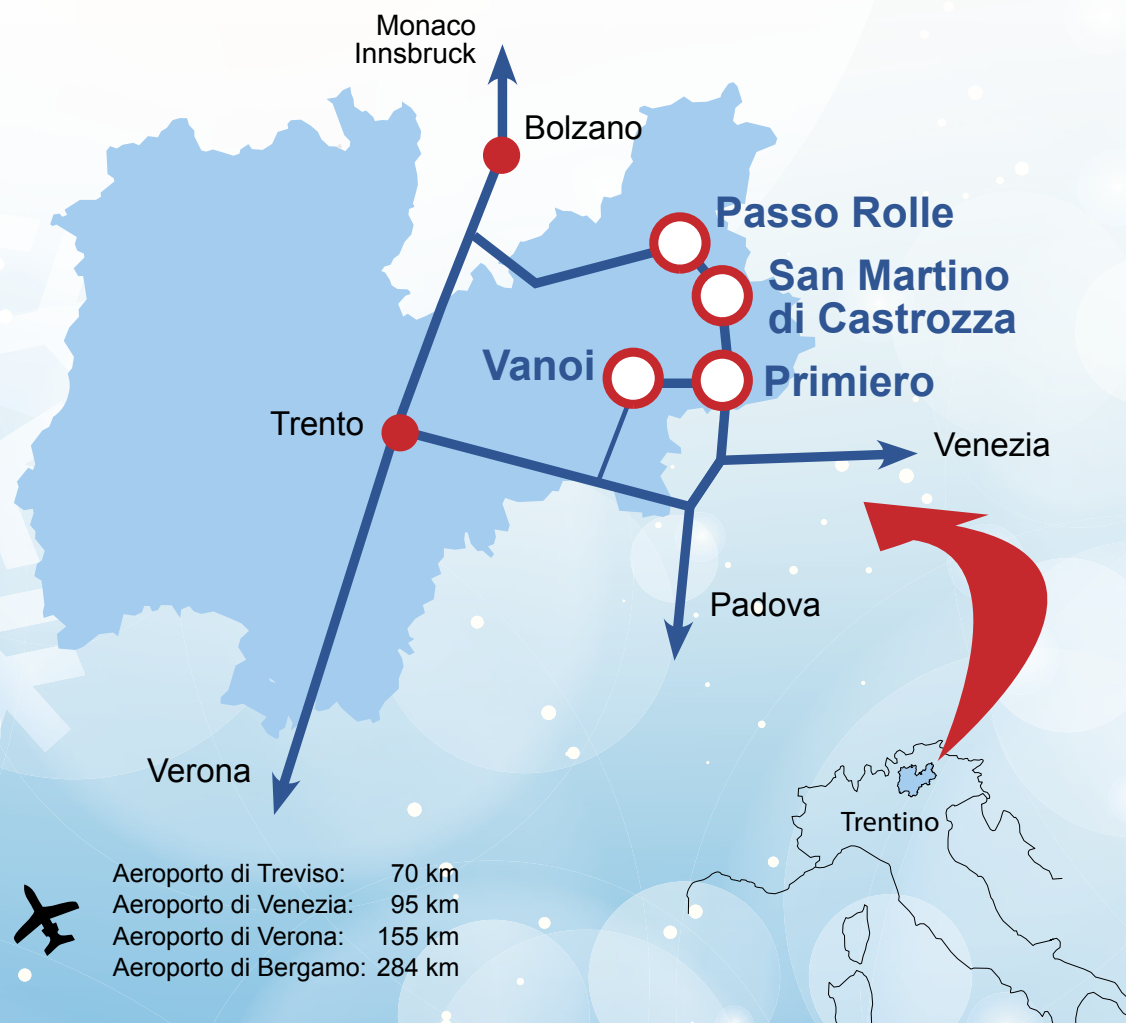 Monaco
Innsbruck
Bolzano
Passo Rolle
San Martino
di Castrozza
Vanoi
Primiero
Trento
Venezia
Padova
Verona
Trentino
Aeroporto di Treviso: 70 km
Aeroporto di Venezia: 95 km
Aeroporto di Verona: 155 km
Aeroporto di Bergamo: 284 km